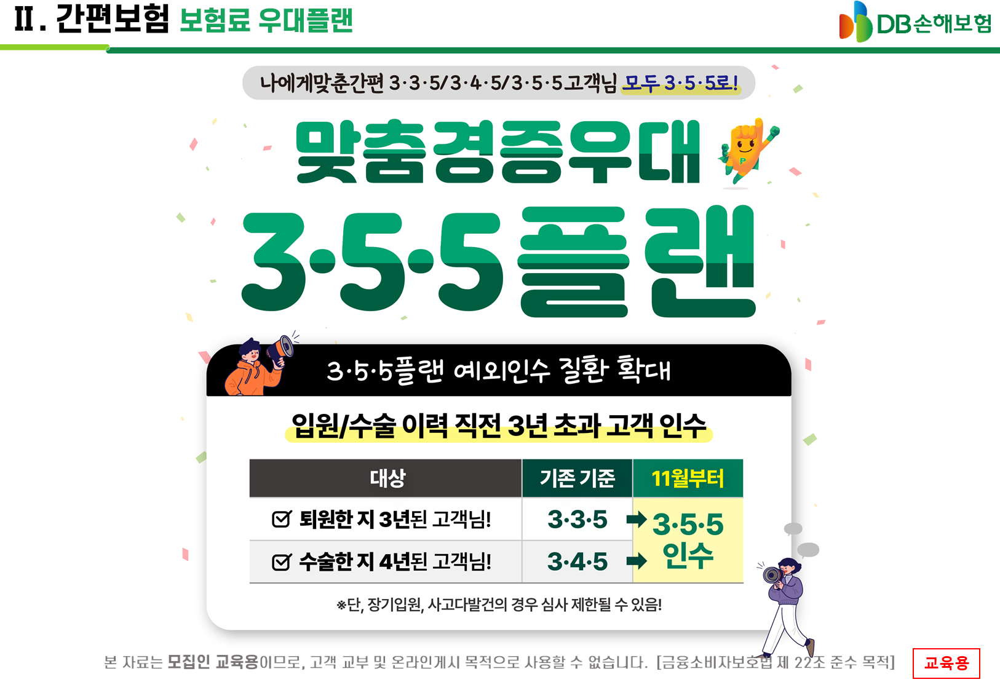 Ⅱ. 간편보험 보험료 우대플랜
DB손해보험
나에게맞춘간편 3·3·5/3·4·5/3·5·5고객님 모두 3·5·5로!
맞춤경증우대
P
3·5·5플랜
3·5·5플랜 예외인수 질환 확대
입원/수술 이력 직전 3년 초과 고객 인수
대상 기존 기준 11월부터
퇴원한 지 3년된 고객님! 3·3·5
3·5·5
인수
수술한 지 4년된 고객님! 3·4·5
※단, 장기입원, 사고다발건의 경우 심사 제한될 수 있음!
본 자료는 모집인 교육용이므로, 고객 교부 및 온라인게시 목적으로 사용할 수 없습니다. [금융소비자보호법 제 22조 준수 목적]
교육용